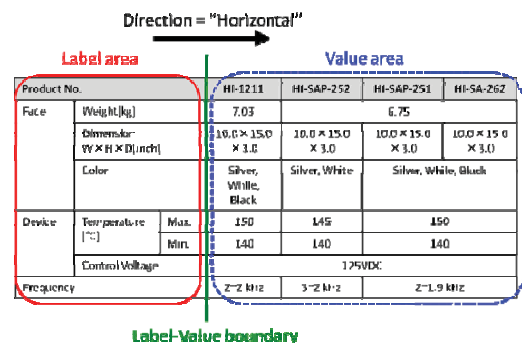 Direction = "Horizontal"
Label area
Value area
Product No. HI-1211 HI-SAP-252 HI-SAP-251 HI-SA-262
Face Weight[kg] 7.03 6.75
Dimension 10.0 × 15.0 10.0 × 15.0 10.0 × 15.0 10.0 × 15.0
W × H × D[inch] × 3.0 × 3.0 × 3.0 × 3.0
Color Silver, Silver, White Silver, White, Black
White,
Black
Device Temperature Max. 150 145 150
[°C] Min. 140 140 140
Control Voltage 125VDC
Frequency 2~2 kHz 3~2 kHz 2~1.9 kHz
Label-Value boundary